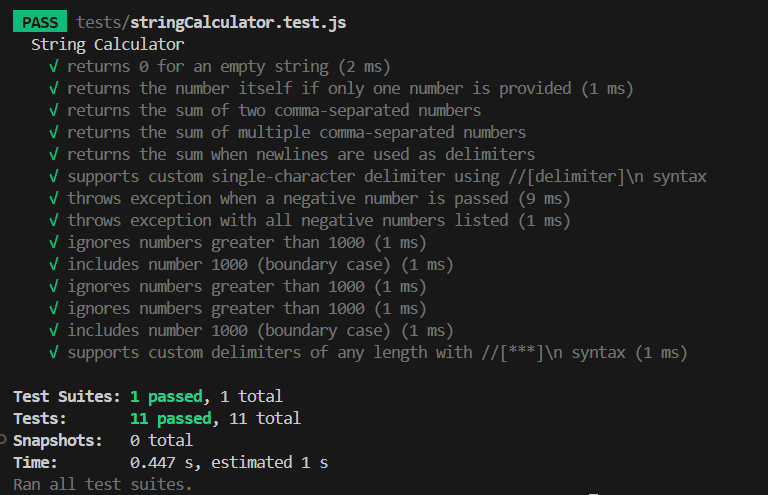 PASS tests/stringCalculator.test.js
String Calculator
√ returns 0 for an empty string (2 ms)
√ returns the number itself if only one number is provided (1 ms)
√ returns the sum of two comma-separated numbers
√ returns the sum of multiple comma-separated numbers
√ returns the sum when newlines are used as delimiters
√ supports custom single-character delimiter using //[delimiter]\n syntax
√ throws exception when a negative number is passed (9 ms)
√ throws exception with all negative numbers listed (1 ms)
√ ignores numbers greater than 1000 (1 ms)
√ includes number 1000 (boundary case) (1 ms)
√ ignores numbers greater than 1000 (1 ms)
√ ignores numbers greater than 1000 (1 ms)
√ includes number 1000 (boundary case) (1 ms)
√ supports custom delimiters of any length with //[***]\n syntax (1 ms)
Test Suites: 1 passed, 1 total
Tests: 11 passed, 11 total
Snapshots: 0 total
Time: 0.447 s, estimated 1 s
Ran all test suites.